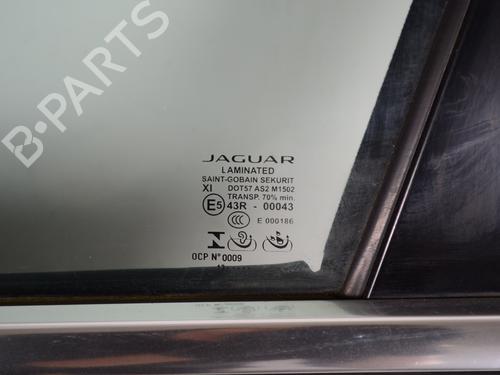 B-PARTS
JAGUAR
LAMINATED
SAINT-GOBAIN SEKURIT
XI DOT57 AS2 M1502
TRANSP. 70% min.
E5 43R - 00043
CCC E 000186
OCP N° 0009